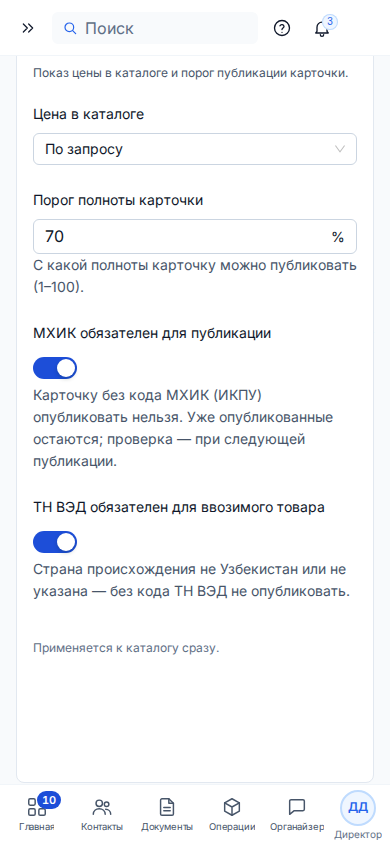 Поиск
3
Показ цены в каталоге и порог публикации карточки.
Цена в каталоге
По запросу
Порог полноты карточки
70 %
С какой полноты карточку можно публиковать
(1–100).
МХИК обязателен для публикации
Карточку без кода МХИК (ИКПУ)
опубликовать нельзя. Уже опубликованные
остаются; проверка — при следующей
публикации.
ТН ВЭД обязателен для ввозимого товара
Страна происхождения не Узбекистан или не
указана — без кода ТН ВЭД не опубликовать.
Применяется к каталогу сразу.
10
ДД
Главная Контакты Документы Операции Органайзер
Директор